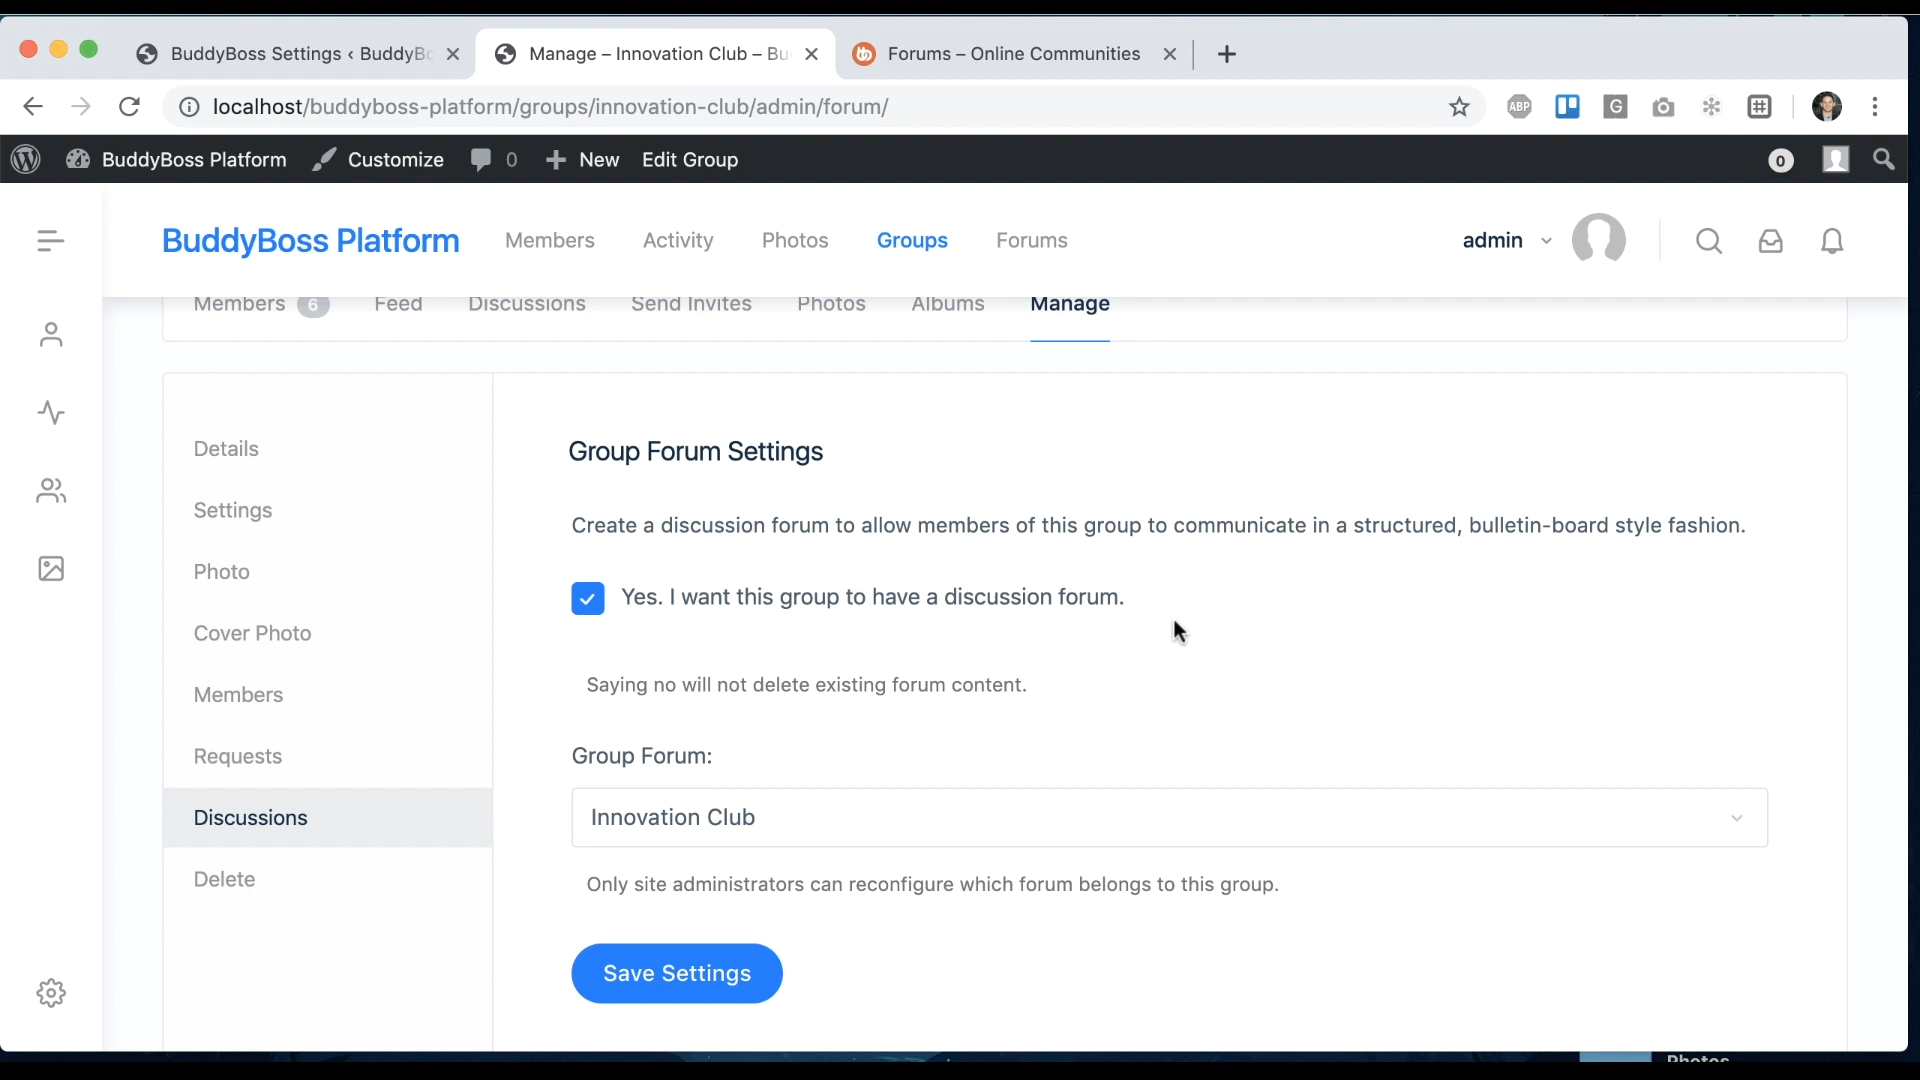 BuddyBoss Settings ‹ BuddyBo
Manage – Innovation Club – Bu
Forums – Online Communities
localhost/buddyboss-platform/groups/innovation-club/admin/forum/
ABP
G
BuddyBoss Platform
Customize
0
New
Edit Group
0
BuddyBoss Platform
Members
Activity
Photos
Groups
Forums
admin
Members 6
Feed
Discussions
Send Invites
Photos
Albums
Manage
Details
Settings
Photo
Cover Photo
Members
Requests
Discussions
Delete
Group Forum Settings
Create a discussion forum to allow members of this group to communicate in a structured, bulletin-board style fashion.
Yes. I want this group to have a discussion forum.
Saying no will not delete existing forum content.
Group Forum:
Innovation Club
Only site administrators can reconfigure which forum belongs to this group.
Save Settings
Photos